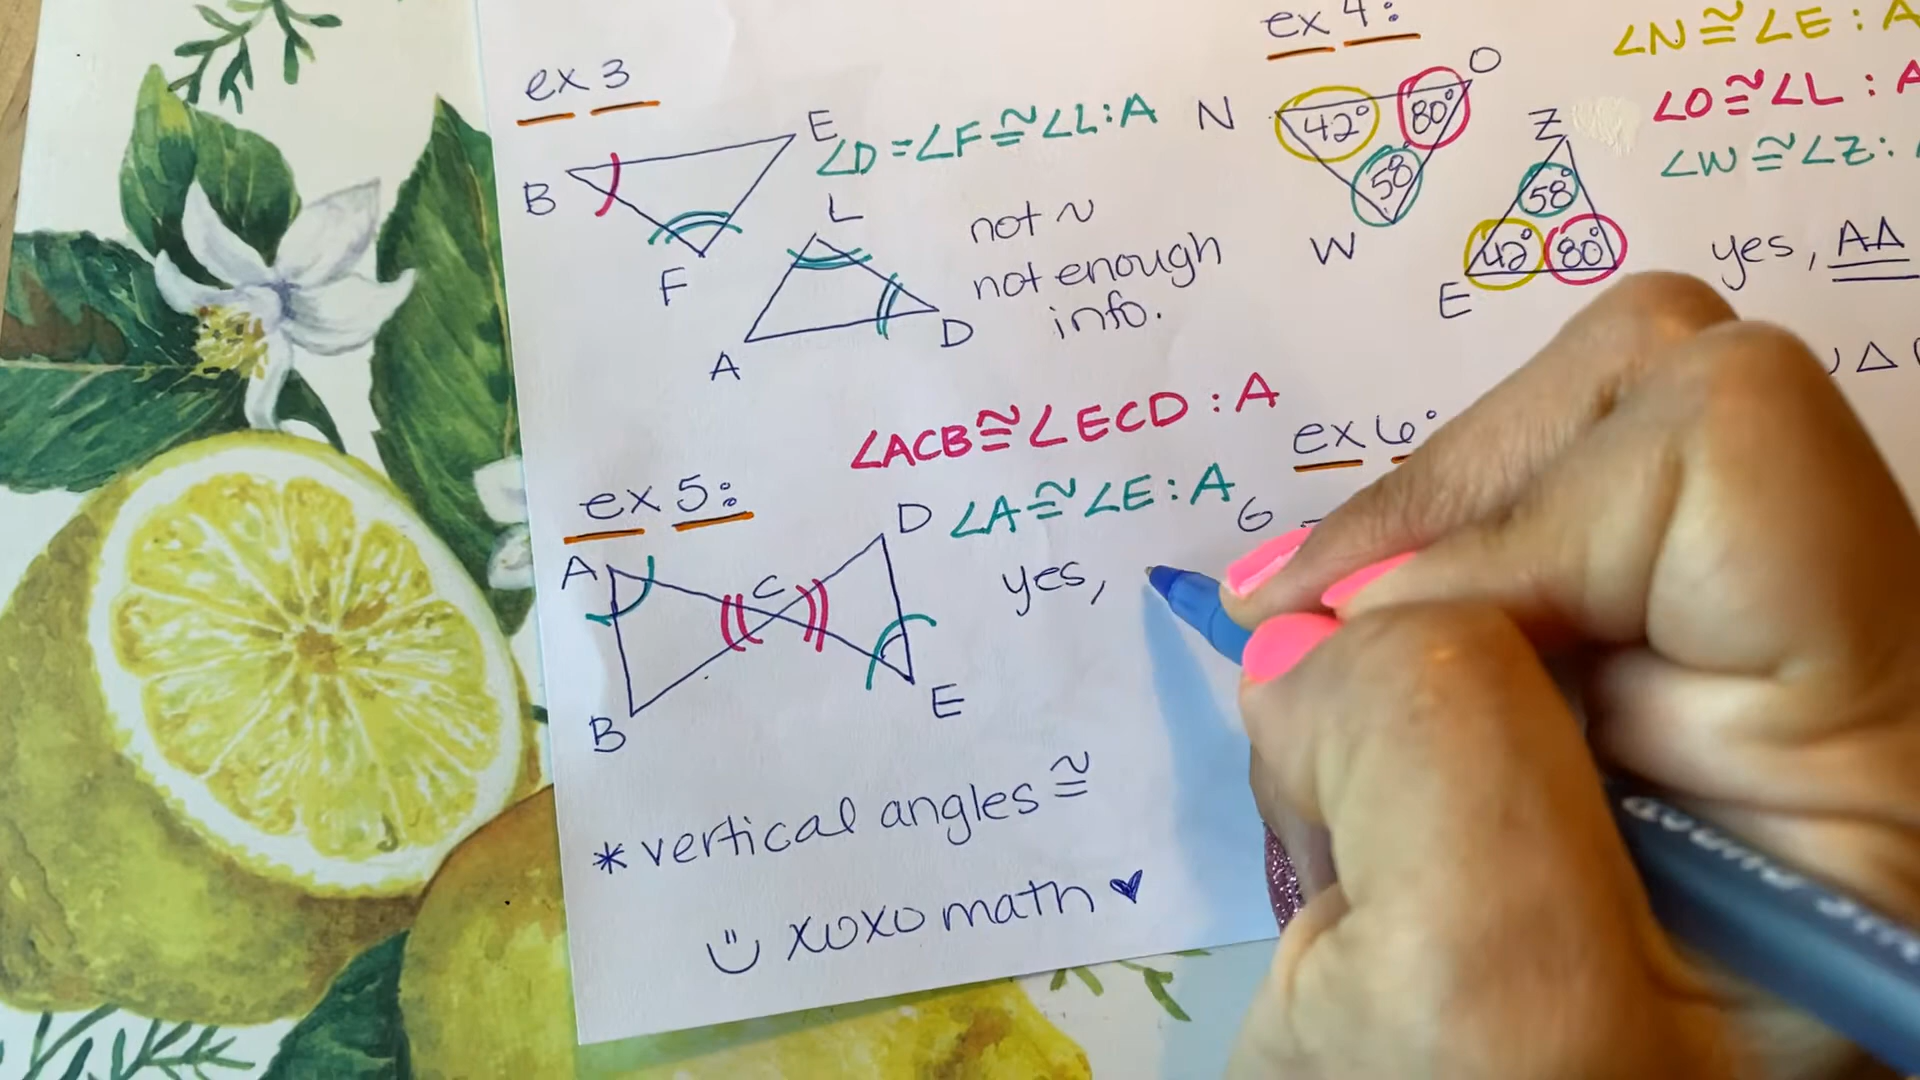 ex 3
B
E
F
∠D = ∠F ≅ ∠L : A
L
A
D
not ~
not enough
info.
ex 4:
N
O
W
42°
80°
58°
Z
E
58°
42°
80°
∠N ≅ ∠E : A
∠O ≅ ∠L : A
∠W ≅ ∠Z :
yes, AA
△
ex 5:
∠ACB ≅ ∠ECD : A
∠A ≅ ∠E : A
yes,
A
B
C
D
E
ex 6:
G
*vertical angles ≅
xoxo math ♥